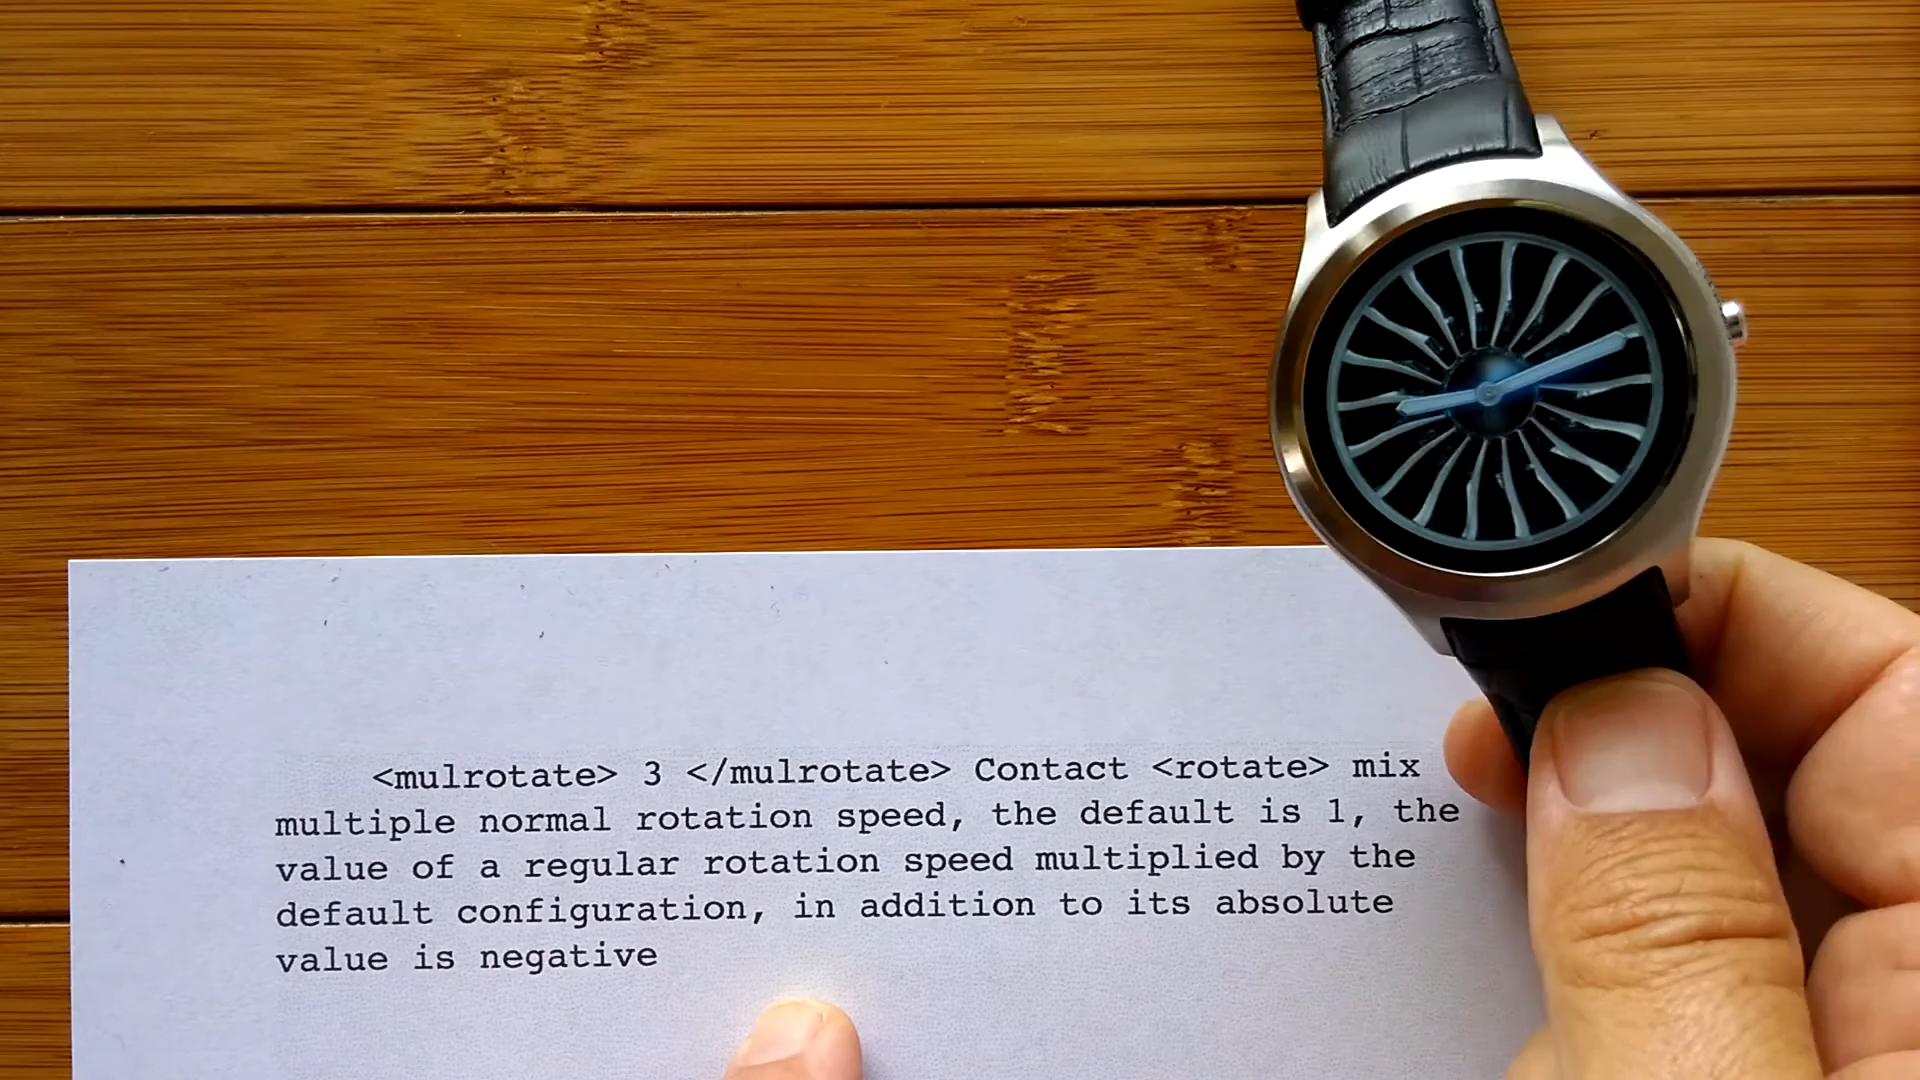 <mulrotate> 3 </mulrotate> Contact <rotate> mix
multiple normal rotation speed, the default is 1, the
value of a regular rotation speed multiplied by the
default configuration, in addition to its absolute
value is negative